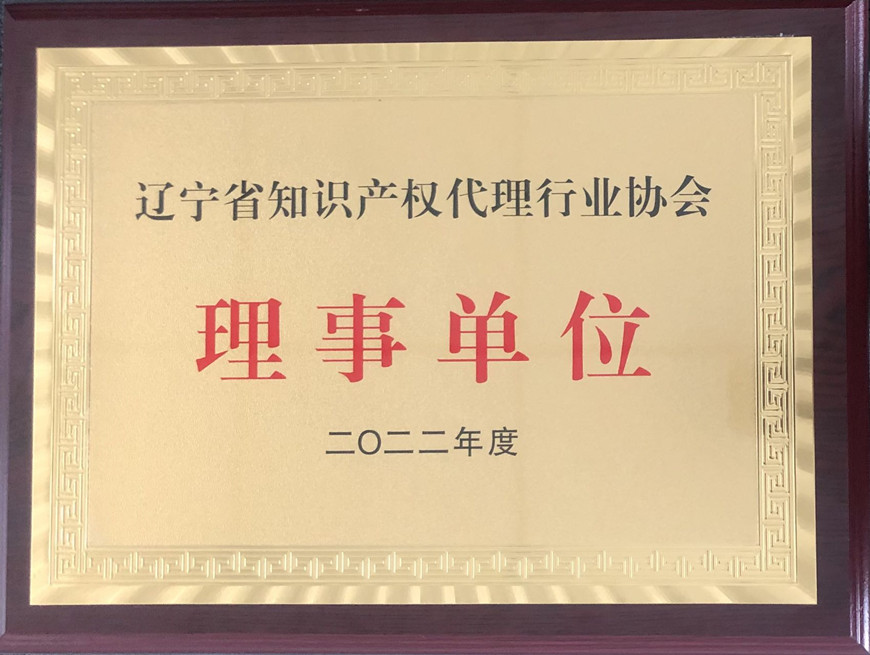 辽宁省知识产权代理行业协会
理事单位
二〇二二年度